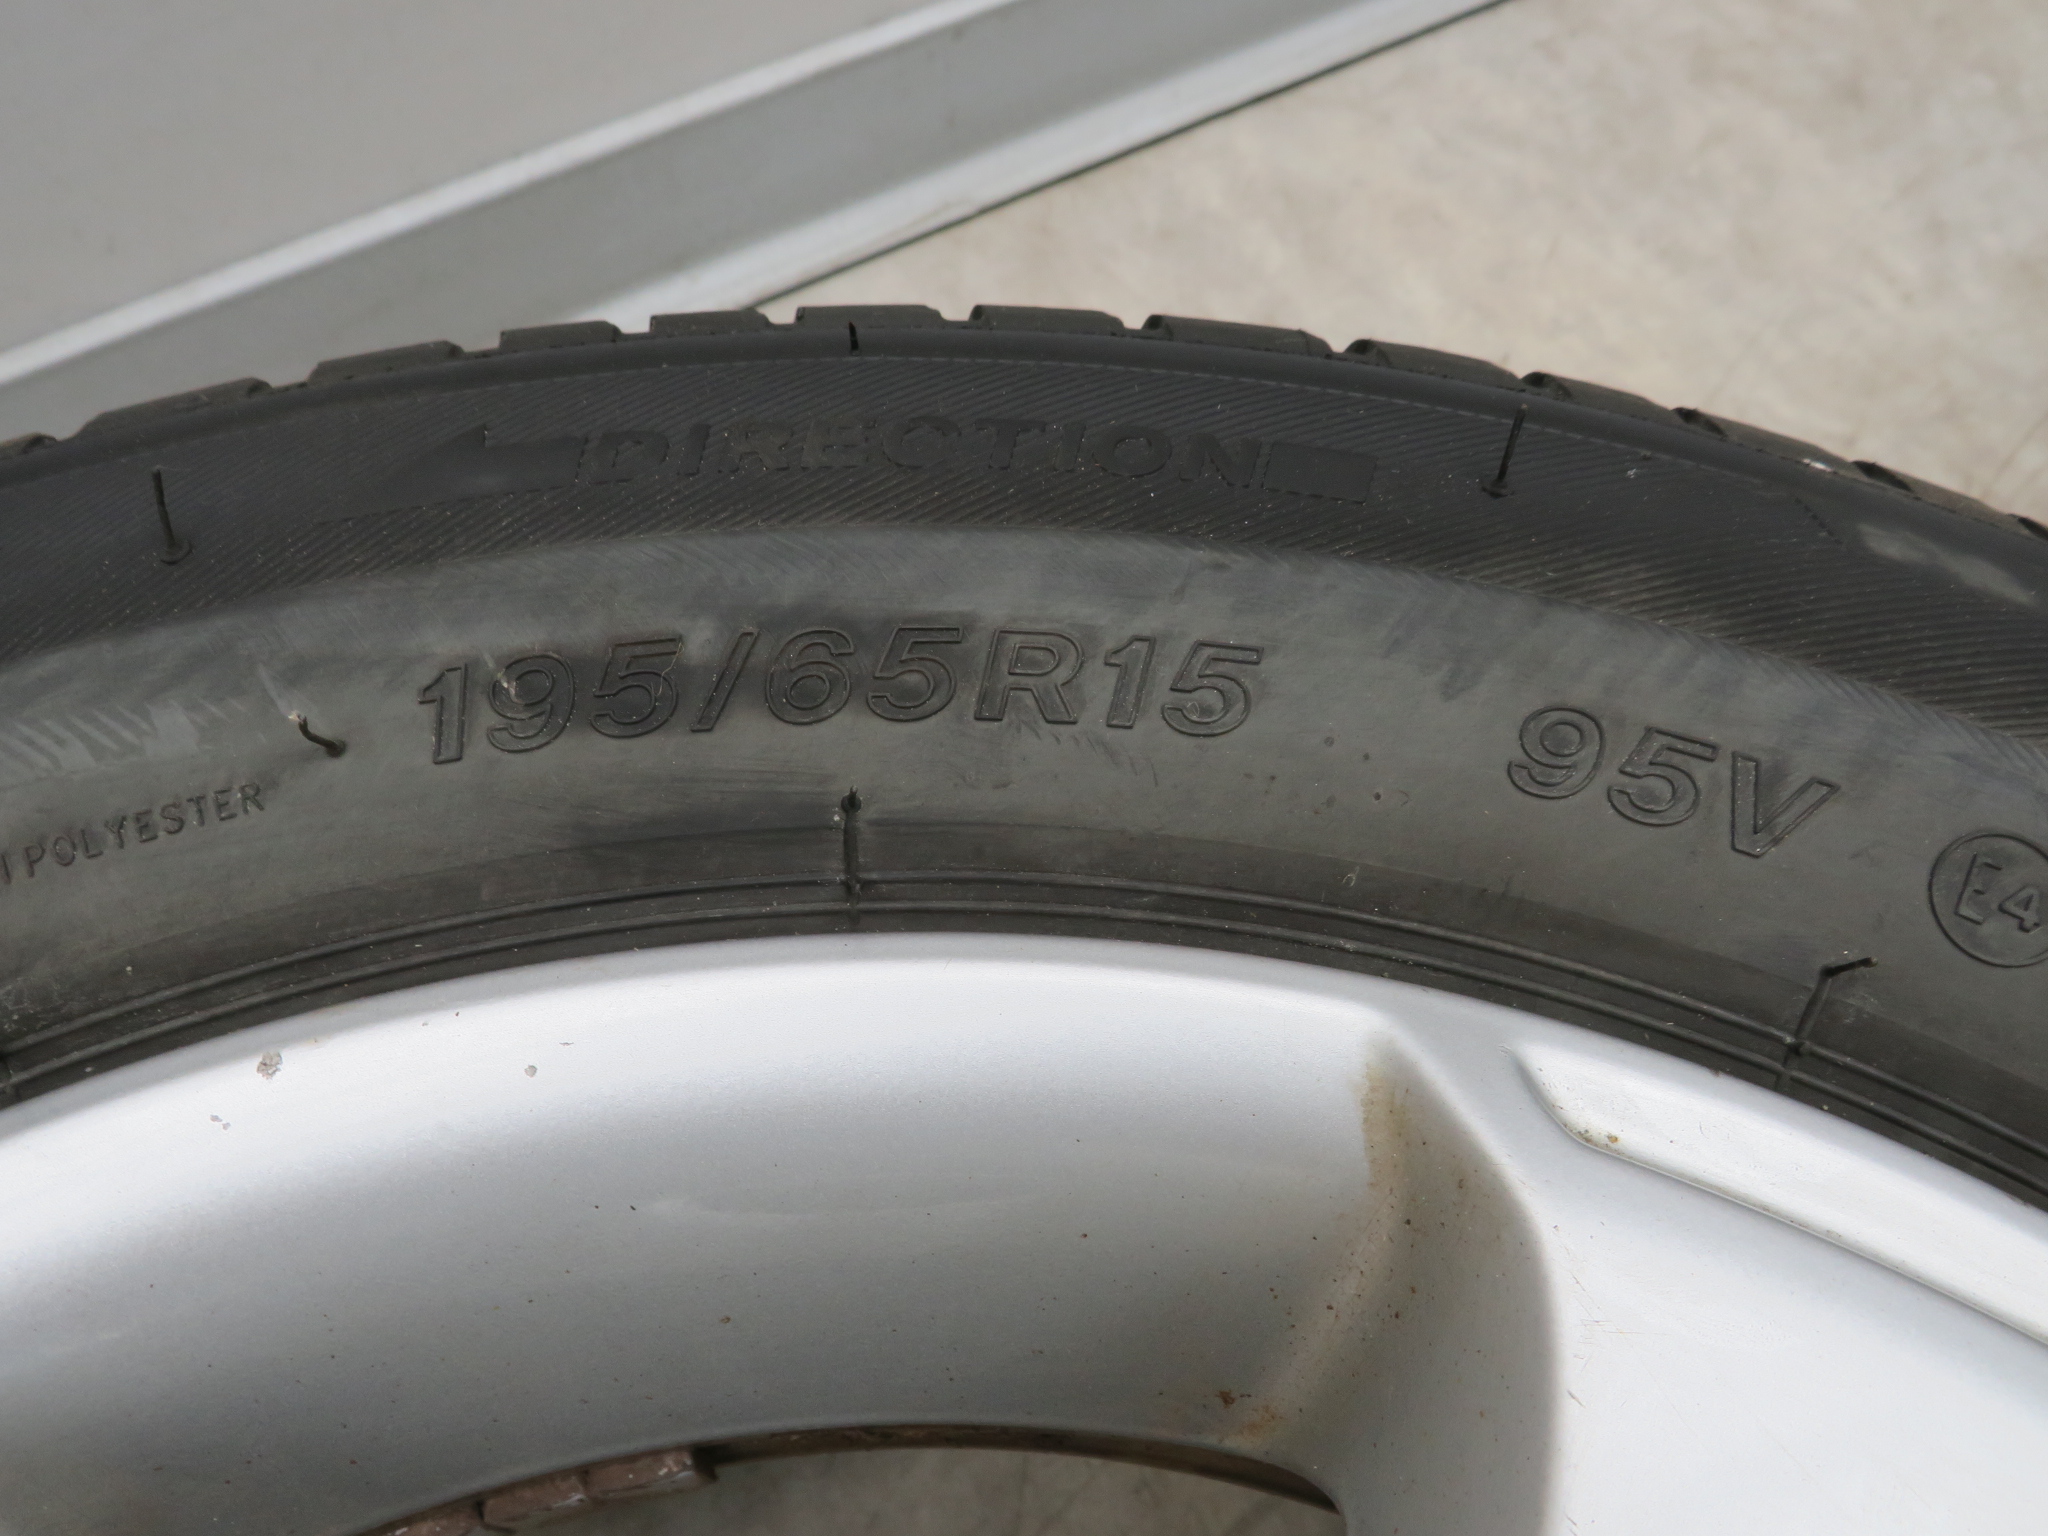 DIRECTION
195/65R15 95V
POLYESTER
E4